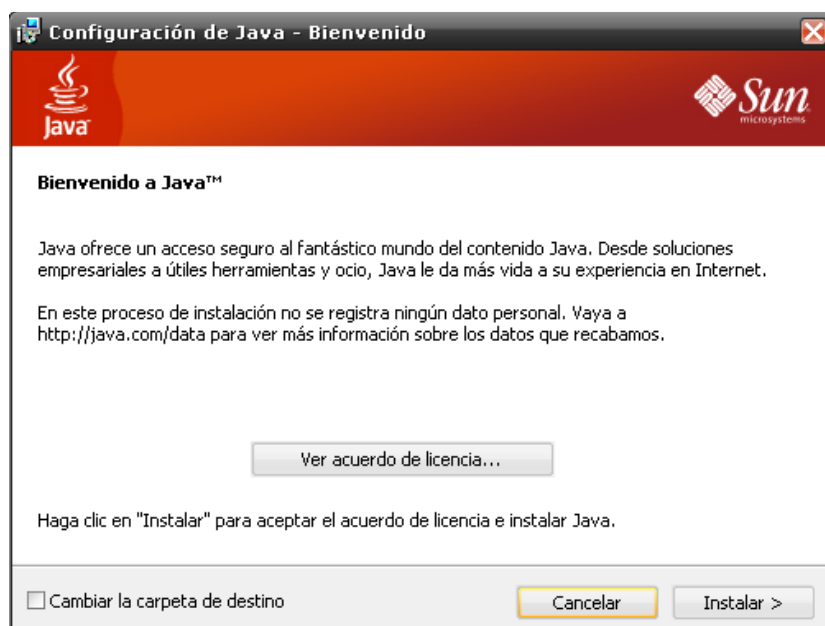 Configuración de Java - Bienvenido
Java
Sun
microsystems
Bienvenido a Java™
Java ofrece un acceso seguro al fantástico mundo del contenido Java. Desde soluciones
empresariales a útiles herramientas y ocio, Java le da más vida a su experiencia en Internet.
En este proceso de instalación no se registra ningún dato personal. Vaya a
http://java.com/data para ver más información sobre los datos que recabamos.
Ver acuerdo de licencia...
Haga clic en "Instalar" para aceptar el acuerdo de licencia e instalar Java.
Cambiar la carpeta de destino
Cancelar
Instalar >